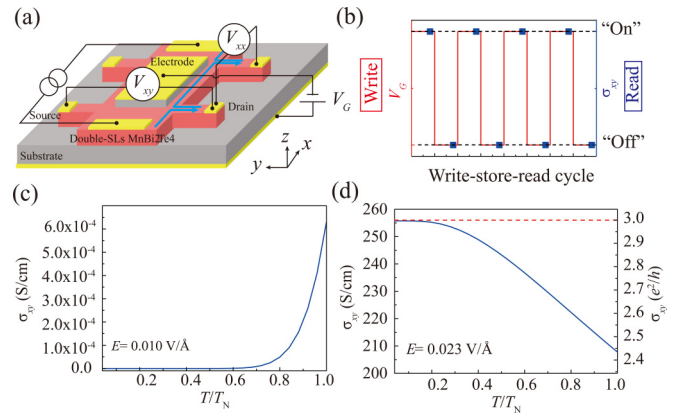 (a)
V_xx
Electrode
V_xy
V_G
Source
Drain
Double-SLs MnBi2Te4
Substrate
z
y
x
(b)
"On"
Write
V_G
σ_xy
Read
"Off"
Write-store-read cycle
(c)
6.0x10⁻⁴
5.0x10⁻⁴
4.0x10⁻⁴
3.0x10⁻⁴
2.0x10⁻⁴
1.0x10⁻⁴
0.0
σ_xy (S/cm)
E= 0.010 V/Å
0.2 0.4 0.6 0.8 1.0
T/T_N
(d)
260
255
250
240
230
220
210
200
σ_xy (S/cm)
3.0
2.9
2.8
2.7
2.6
2.5
2.4
σ_xy (e²/h)
E= 0.023 V/Å
0.2 0.4 0.6 0.8 1.0
T/T_N